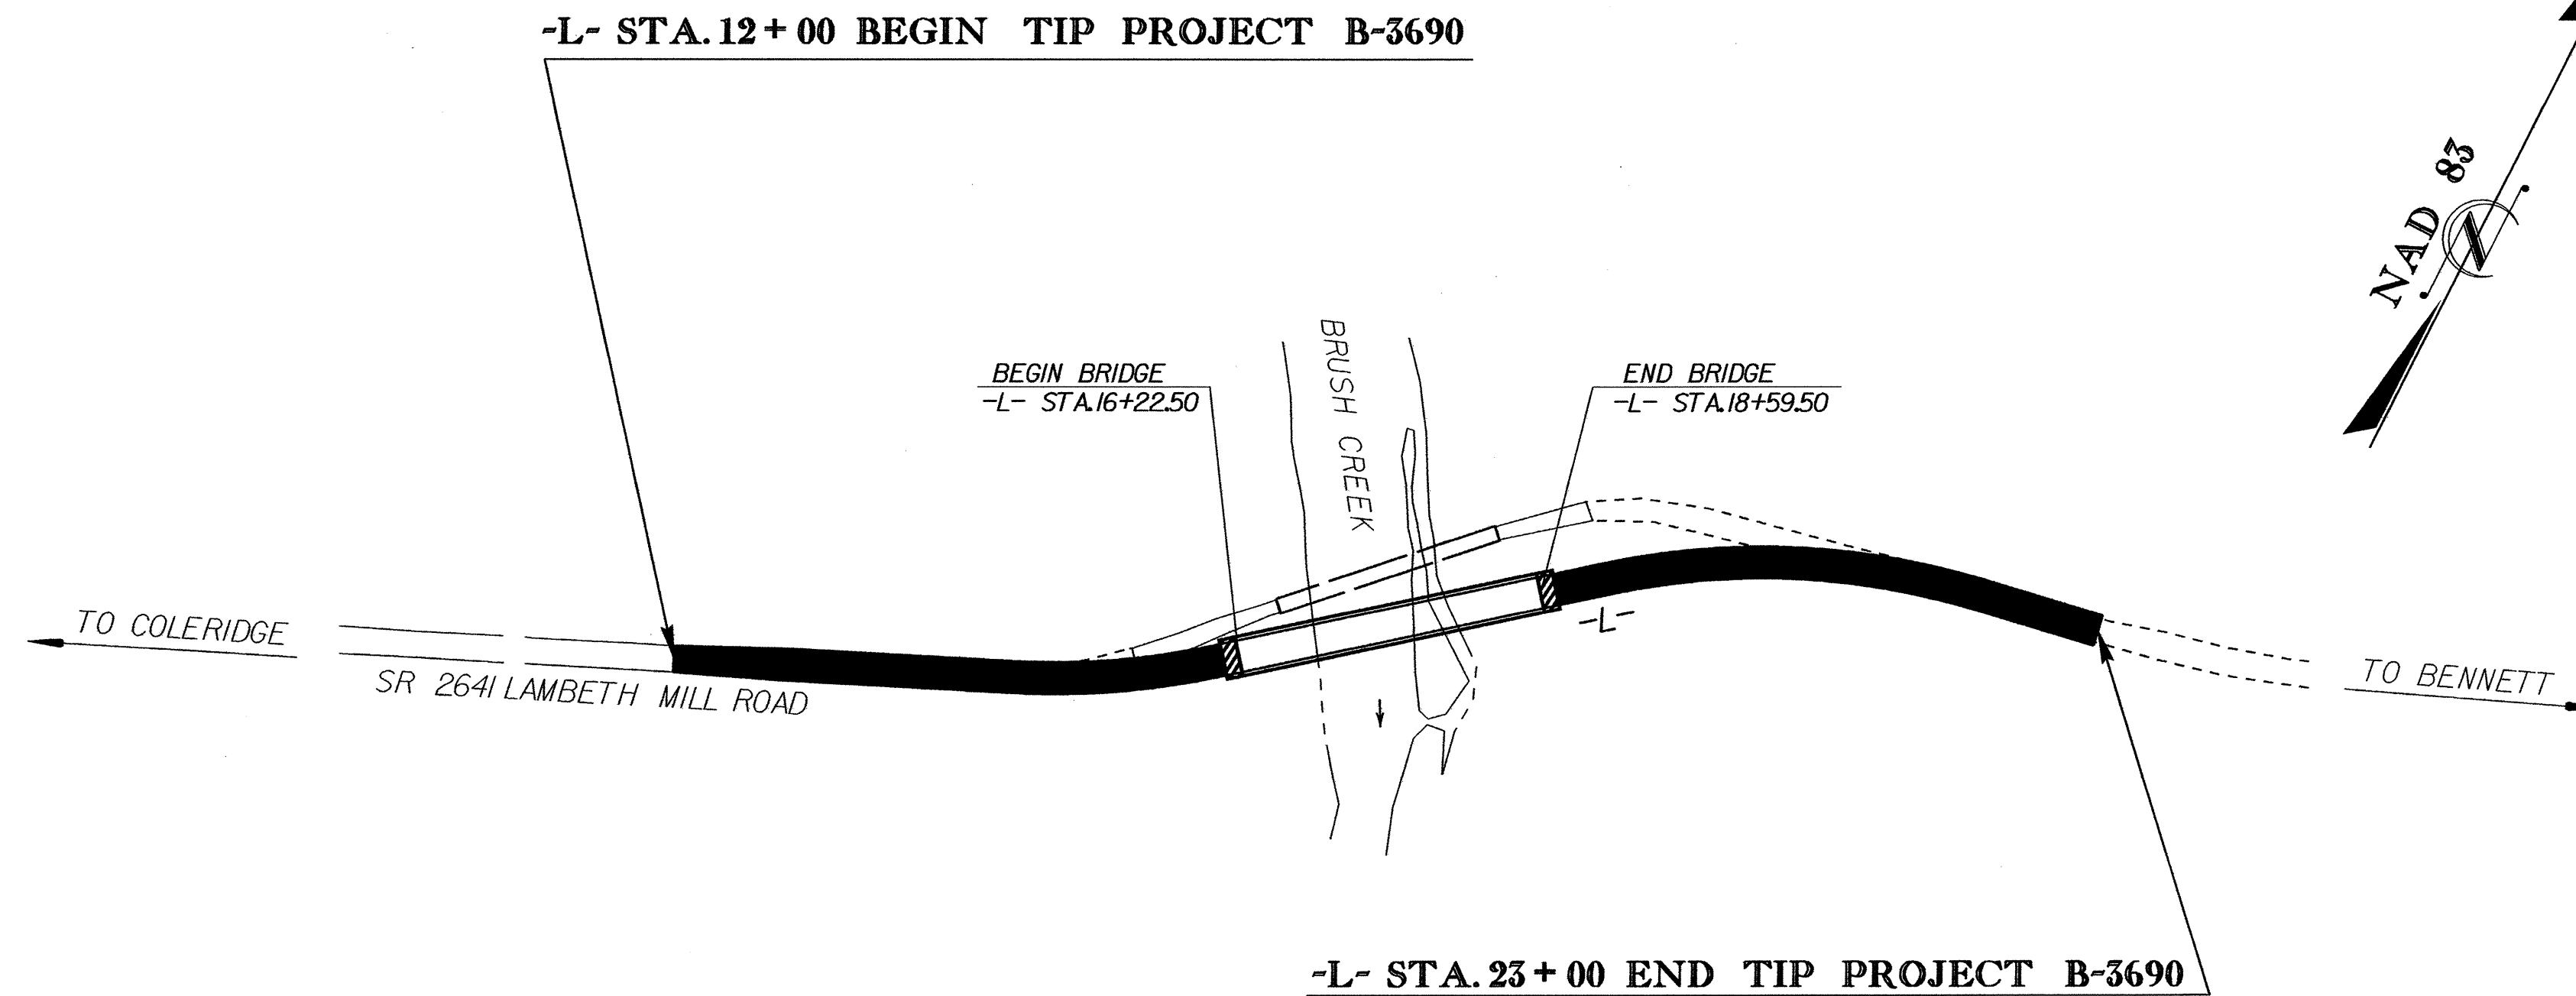 -L- STA. 12+00 BEGIN TIP PROJECT B-3690
NAD 83
N
BRUSH CREEK
BEGIN BRIDGE
-L- STA.16+22.50
END BRIDGE
-L- STA.18+59.50
TO COLERIDGE
SR 2641 LAMBETH MILL ROAD
-L-
TO BENNETT
-L- STA. 23+00 END TIP PROJECT B-3690